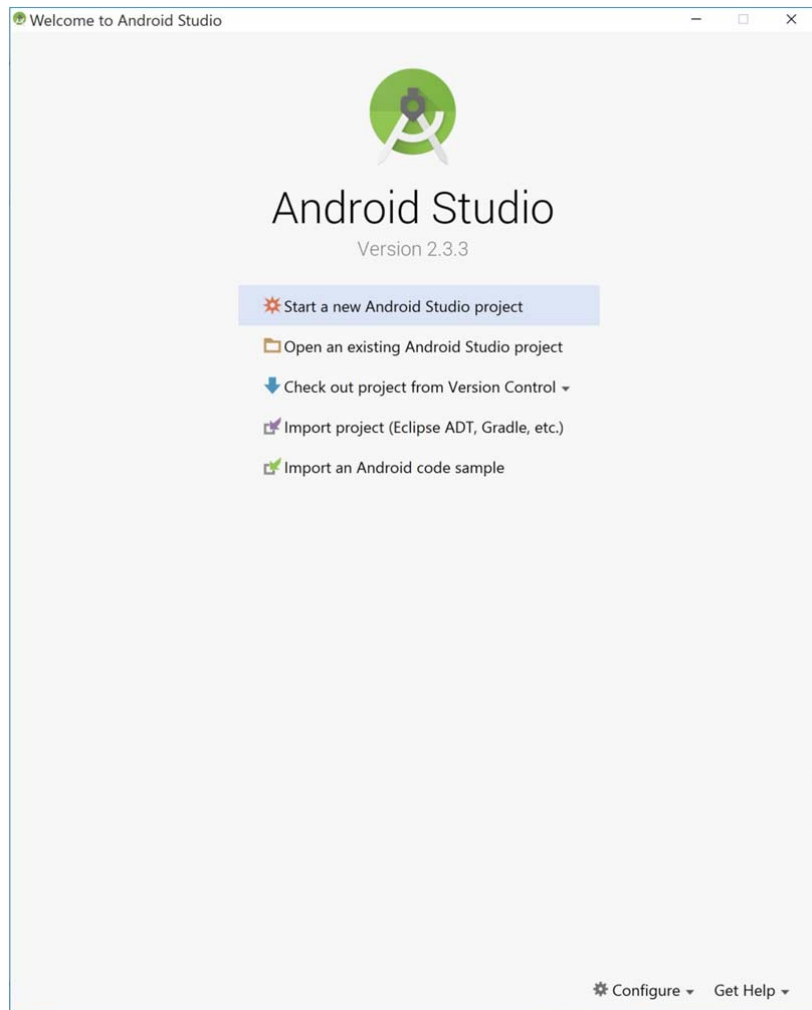 Welcome to Android Studio
Android Studio
Version 2.3.3
Start a new Android Studio project
Open an existing Android Studio project
Check out project from Version Control
Import project (Eclipse ADT, Gradle, etc.)
Import an Android code sample
Configure
Get Help